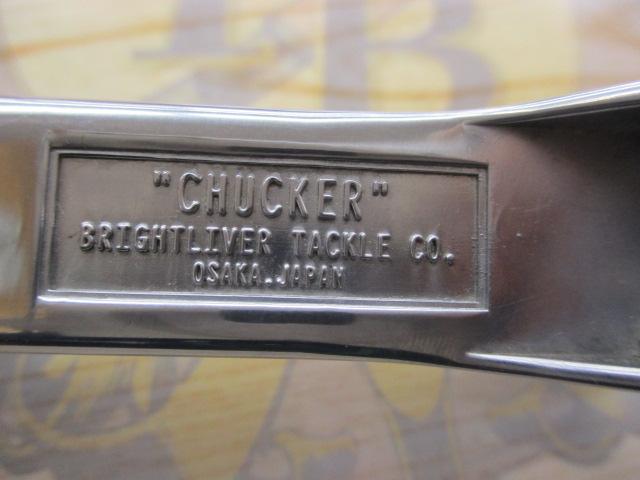 "CHUCKER"
BRIGHTLIVER TACKLE CO.
OSAKA.JAPAN